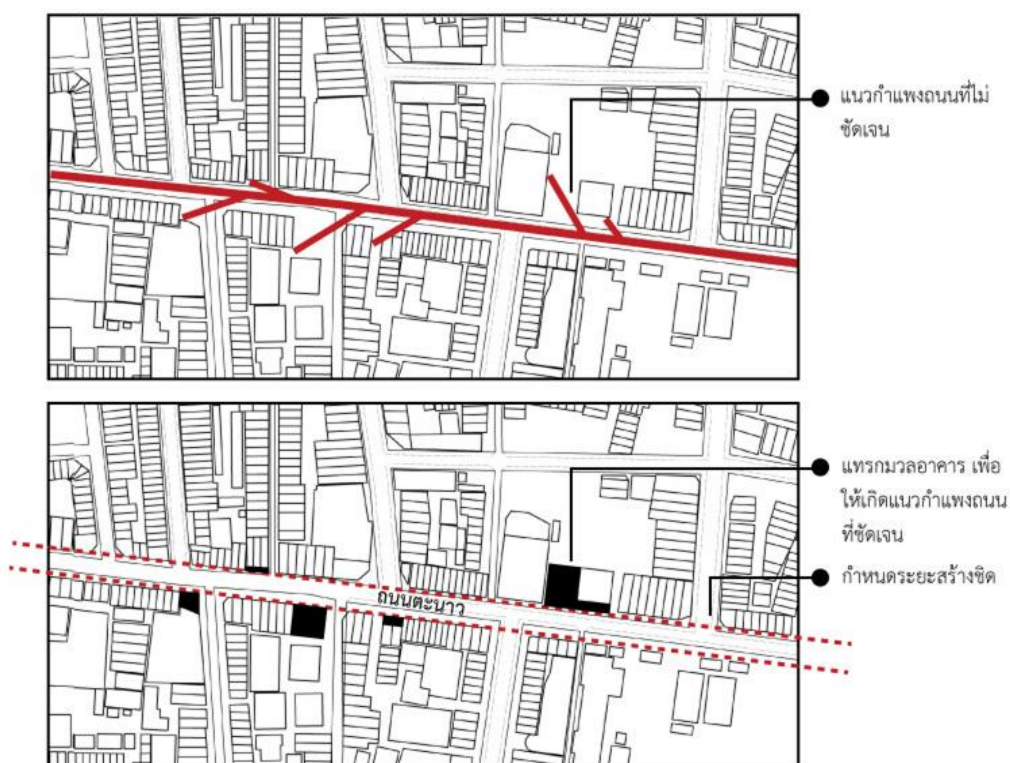 แนวกำแพงถนนที่ไม่
ชัดเจน
แทรกมวลอาคาร เพื่อ
ให้เกิดแนวกำแพงถนน
ที่ชัดเจน
กำหนดระยะสร้างชิด
ถนนตะนาว